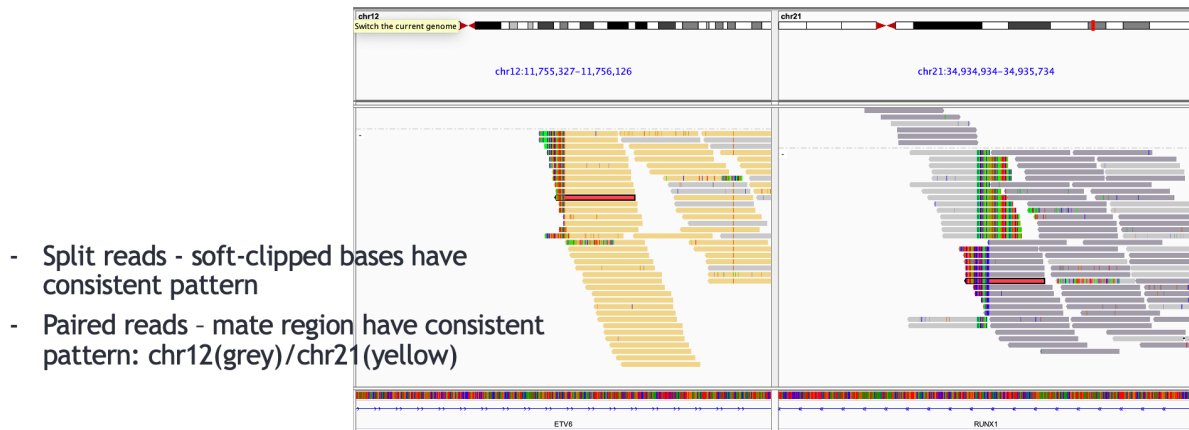 chr12
chr21
Switch the current genome
chr12:11,755,327-11,756,126
chr21:34,934,934-34,935,734
- Split reads - soft-clipped bases have
consistent pattern
- Paired reads – mate region have consistent
pattern: chr12(grey)/chr21(yellow)
ETV6
RUNX1